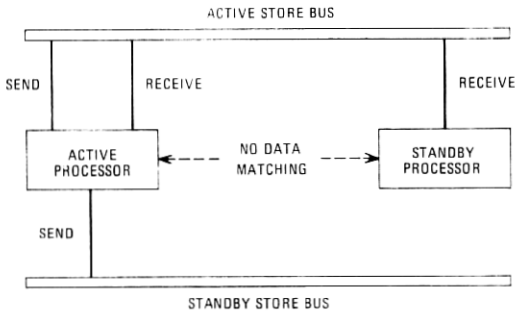 ACTIVE STORE BUS
SEND
RECEIVE
RECEIVE
ACTIVE
PROCESSOR
NO DATA
MATCHING
STANDBY
PROCESSOR
SEND
STANDBY STORE BUS